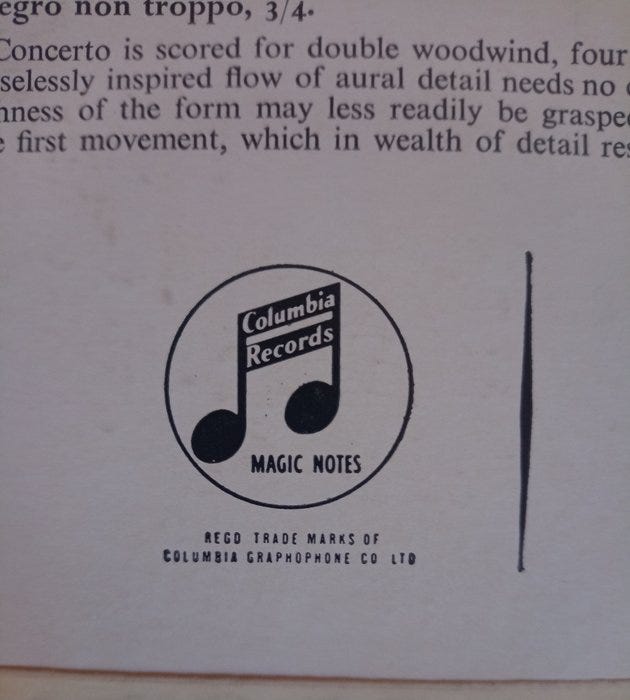 egro non troppo, 3/4.
Concerto is scored for double woodwind, four
selessly inspired flow of aural detail needs no
nness of the form may less readily be grasped
first movement, which in wealth of detail res
Columbia
Records
MAGIC NOTES
REGD TRADE MARKS OF
COLUMBIA GRAPHOPHONE CO LTD